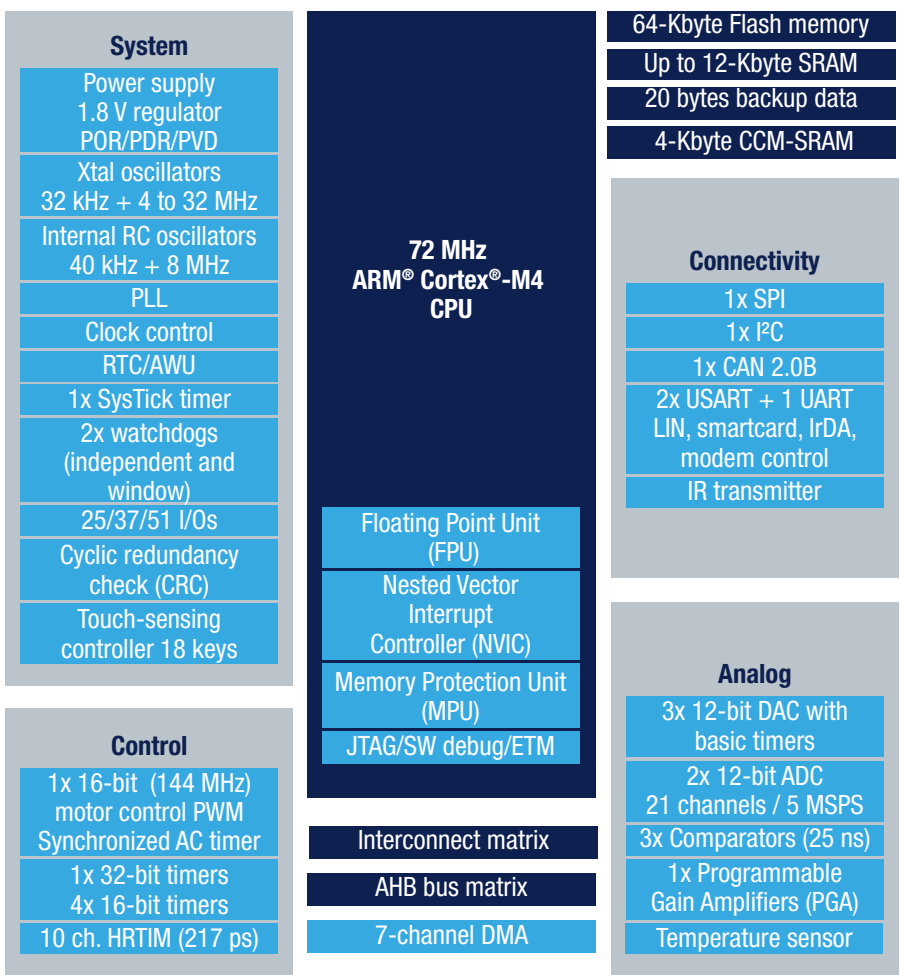 System
Power supply
1.8 V regulator
POR/PDR/PVD
Xtal oscillators
32 kHz + 4 to 32 MHz
Internal RC oscillators
40 kHz + 8 MHz
PLL
Clock control
RTC/AWU
1x SysTick timer
2x watchdogs
(independent and
window)
25/37/51 I/Os
Cyclic redundancy
check (CRC)
Touch-sensing
controller 18 keys
Control
1x 16-bit (144 MHz)
motor control PWM
Synchronized AC timer
1x 32-bit timers
4x 16-bit timers
10 ch. HRTIM (217 ps)
72 MHz
ARM® Cortex®-M4
CPU
Floating Point Unit
(FPU)
Nested Vector
Interrupt
Controller (NVIC)
Memory Protection Unit
(MPU)
JTAG/SW debug/ETM
Interconnect matrix
AHB bus matrix
7-channel DMA
64-Kbyte Flash memory
Up to 12-Kbyte SRAM
20 bytes backup data
4-Kbyte CCM-SRAM
Connectivity
1x SPI
1x I²C
1x CAN 2.0B
2x USART + 1 UART
LIN, smartcard, IrDA,
modem control
IR transmitter
Analog
3x 12-bit DAC with
basic timers
2x 12-bit ADC
21 channels / 5 MSPS
3x Comparators (25 ns)
1x Programmable
Gain Amplifiers (PGA)
Temperature sensor